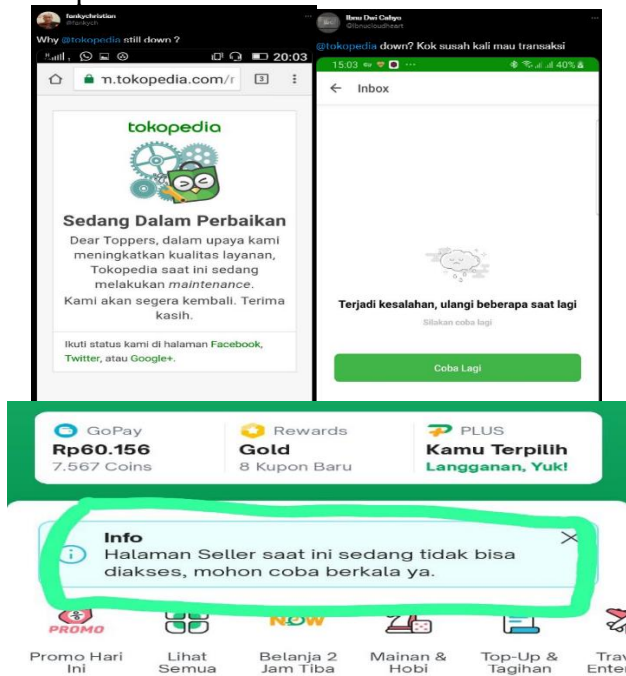 fankychristian
@fankych
Why @tokopedia still down ?
20:03
m.tokopedia.com/r
3
tokopedia
Sedang Dalam Perbaikan
Dear Toppers, dalam upaya kami
meningkatkan kualitas layanan,
Tokopedia saat ini sedang
melakukan maintenance.
Kami akan segera kembali. Terima
kasih.
Ikuti status kami di halaman Facebook,
Twitter, atau Google+.
Ibnu Dwi Cahyo
@Ibnucloudheart
@tokopedia down? Kok susah kali mau transaksi
15:03
40%
Inbox
Terjadi kesalahan, ulangi beberapa saat lagi
Silakan coba lagi
Coba Lagi
GoPay
Rp60.156
7.567 Coins
Rewards
Gold
8 Kupon Baru
PLUS
Kamu Terpilih
Langganan, Yuk!
Info
Halaman Seller saat ini sedang tidak bisa
diakses, mohon coba berkala ya.
PROMO
NOW
Promo Hari
Ini
Lihat
Semua
Belanja 2
Jam Tiba
Mainan &
Hobi
Top-Up &
Tagihan
Trav
Enter